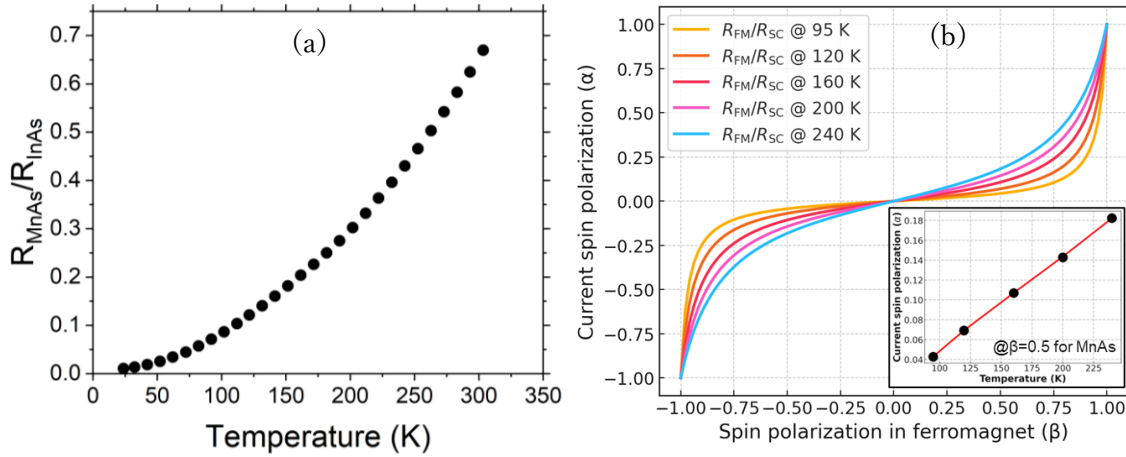 (a)
R_MnAs/R_InAs
0.7
0.6
0.5
0.4
0.3
0.2
0.1
0.0
0 50 100 150 200 250 300 350
Temperature (K)
(b)
Current spin polarization (α)
1.00
0.75
0.50
0.25
0.00
−0.25
−0.50
−0.75
−1.00
R_FM/R_SC @ 95 K
R_FM/R_SC @ 120 K
R_FM/R_SC @ 160 K
R_FM/R_SC @ 200 K
R_FM/R_SC @ 240 K
−1.00 −0.75 −0.50 −0.25 0.00 0.25 0.50 0.75 1.00
Spin polarization in ferromagnet (β)
Current spin polarization (α)
0.18
0.16
0.14
0.12
0.10
0.08
0.06
0.04
@β=0.5 for MnAs
100 125 150 175 200 225
Temperature (K)